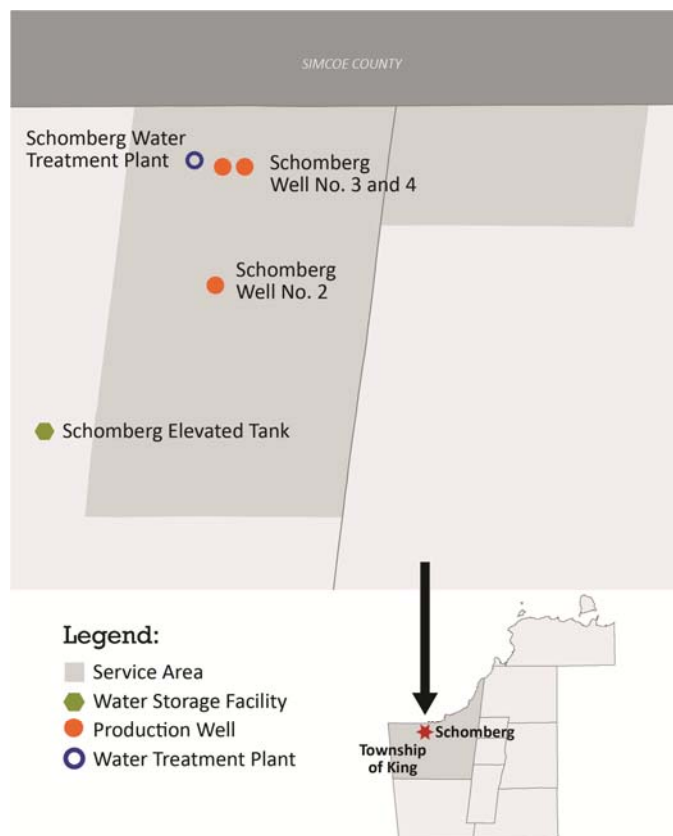 SIMCOE COUNTY
Schomberg Water
Treatment Plant
Schomberg
Well No. 3 and 4
Schomberg
Well No. 2
Schomberg Elevated Tank
Legend:
Service Area
Water Storage Facility
Production Well
Water Treatment Plant
Schomberg
Township
of King